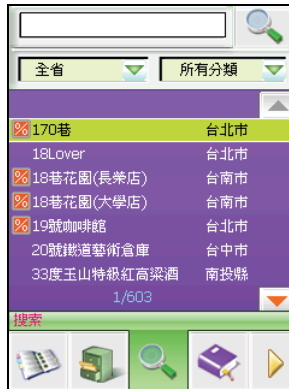 全省 所有分類
% 170巷 台北市
18Lover 台北市
% 18巷花園(長榮店) 台南市
% 18巷花園(大學店) 台南市
% 19號咖啡館 台北市
20號鐵道藝術倉庫 台中市
33度玉山特級紅高粱酒 南投縣
1/603
搜索